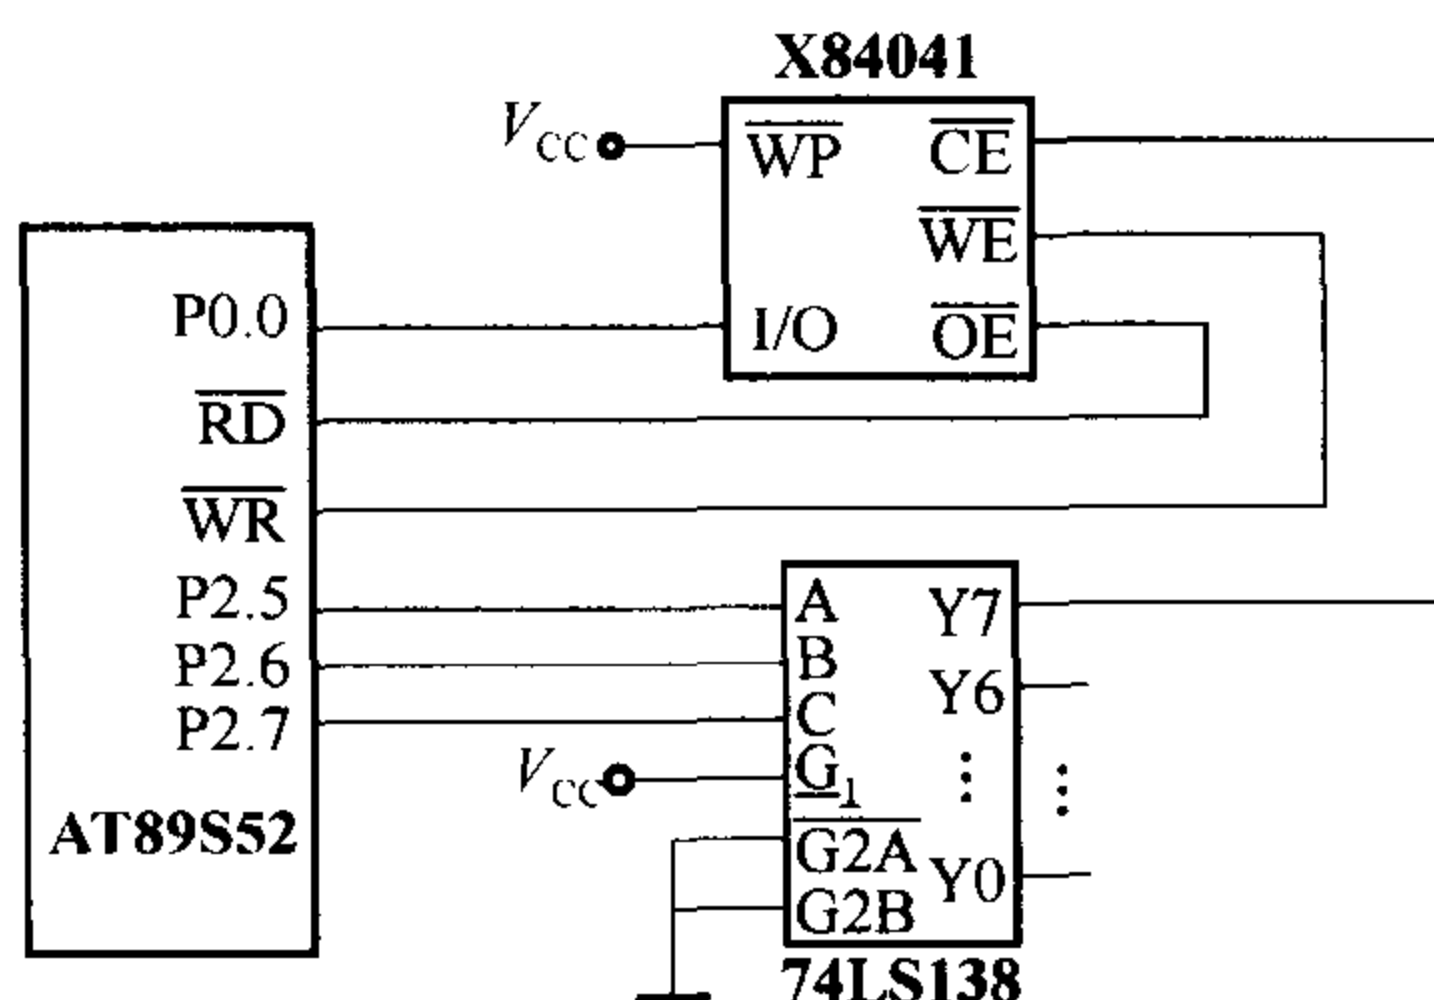 X84041
VCC
WP
CE
WE
I/O
OE
P0.0
RD
WR
P2.5
P2.6
P2.7
AT89S52
A
B
C
VCC
G1
G2A
G2B
Y7
Y6
Y0
74LS138